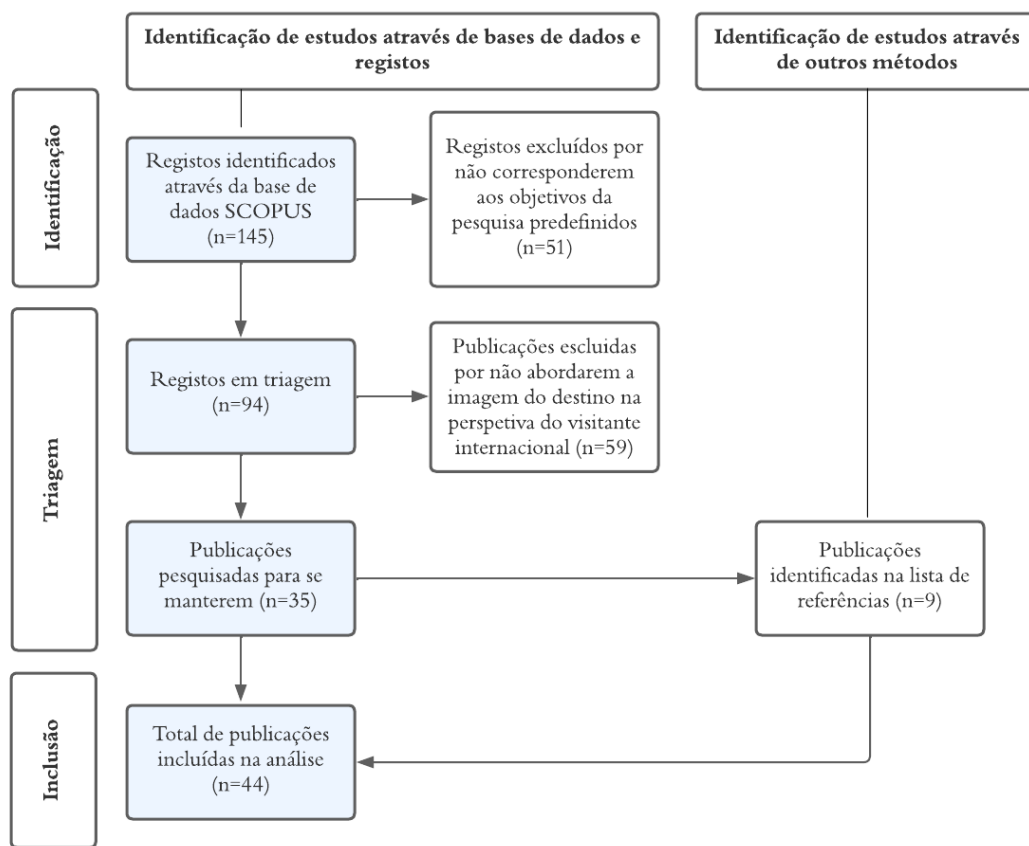 Identificação de estudos através de bases de dados e
registos
Identificação de estudos através
de outros métodos
Identificação
Registos identificados
através da base de
dados SCOPUS
(n=145)
Registos excluídos por
não corresponderem
aos objetivos da
pesquisa predefinidos
(n=51)
Triagem
Registos em triagem
(n=94)
Publicações escluidas
por não abordarem a
imagem do destino na
perspetiva do visitante
internacional (n=59)
Publicações
pesquisadas para se
manterem (n=35)
Publicações
identificadas na lista de
referências (n=9)
Inclusão
Total de publicações
incluídas na análise
(n=44)